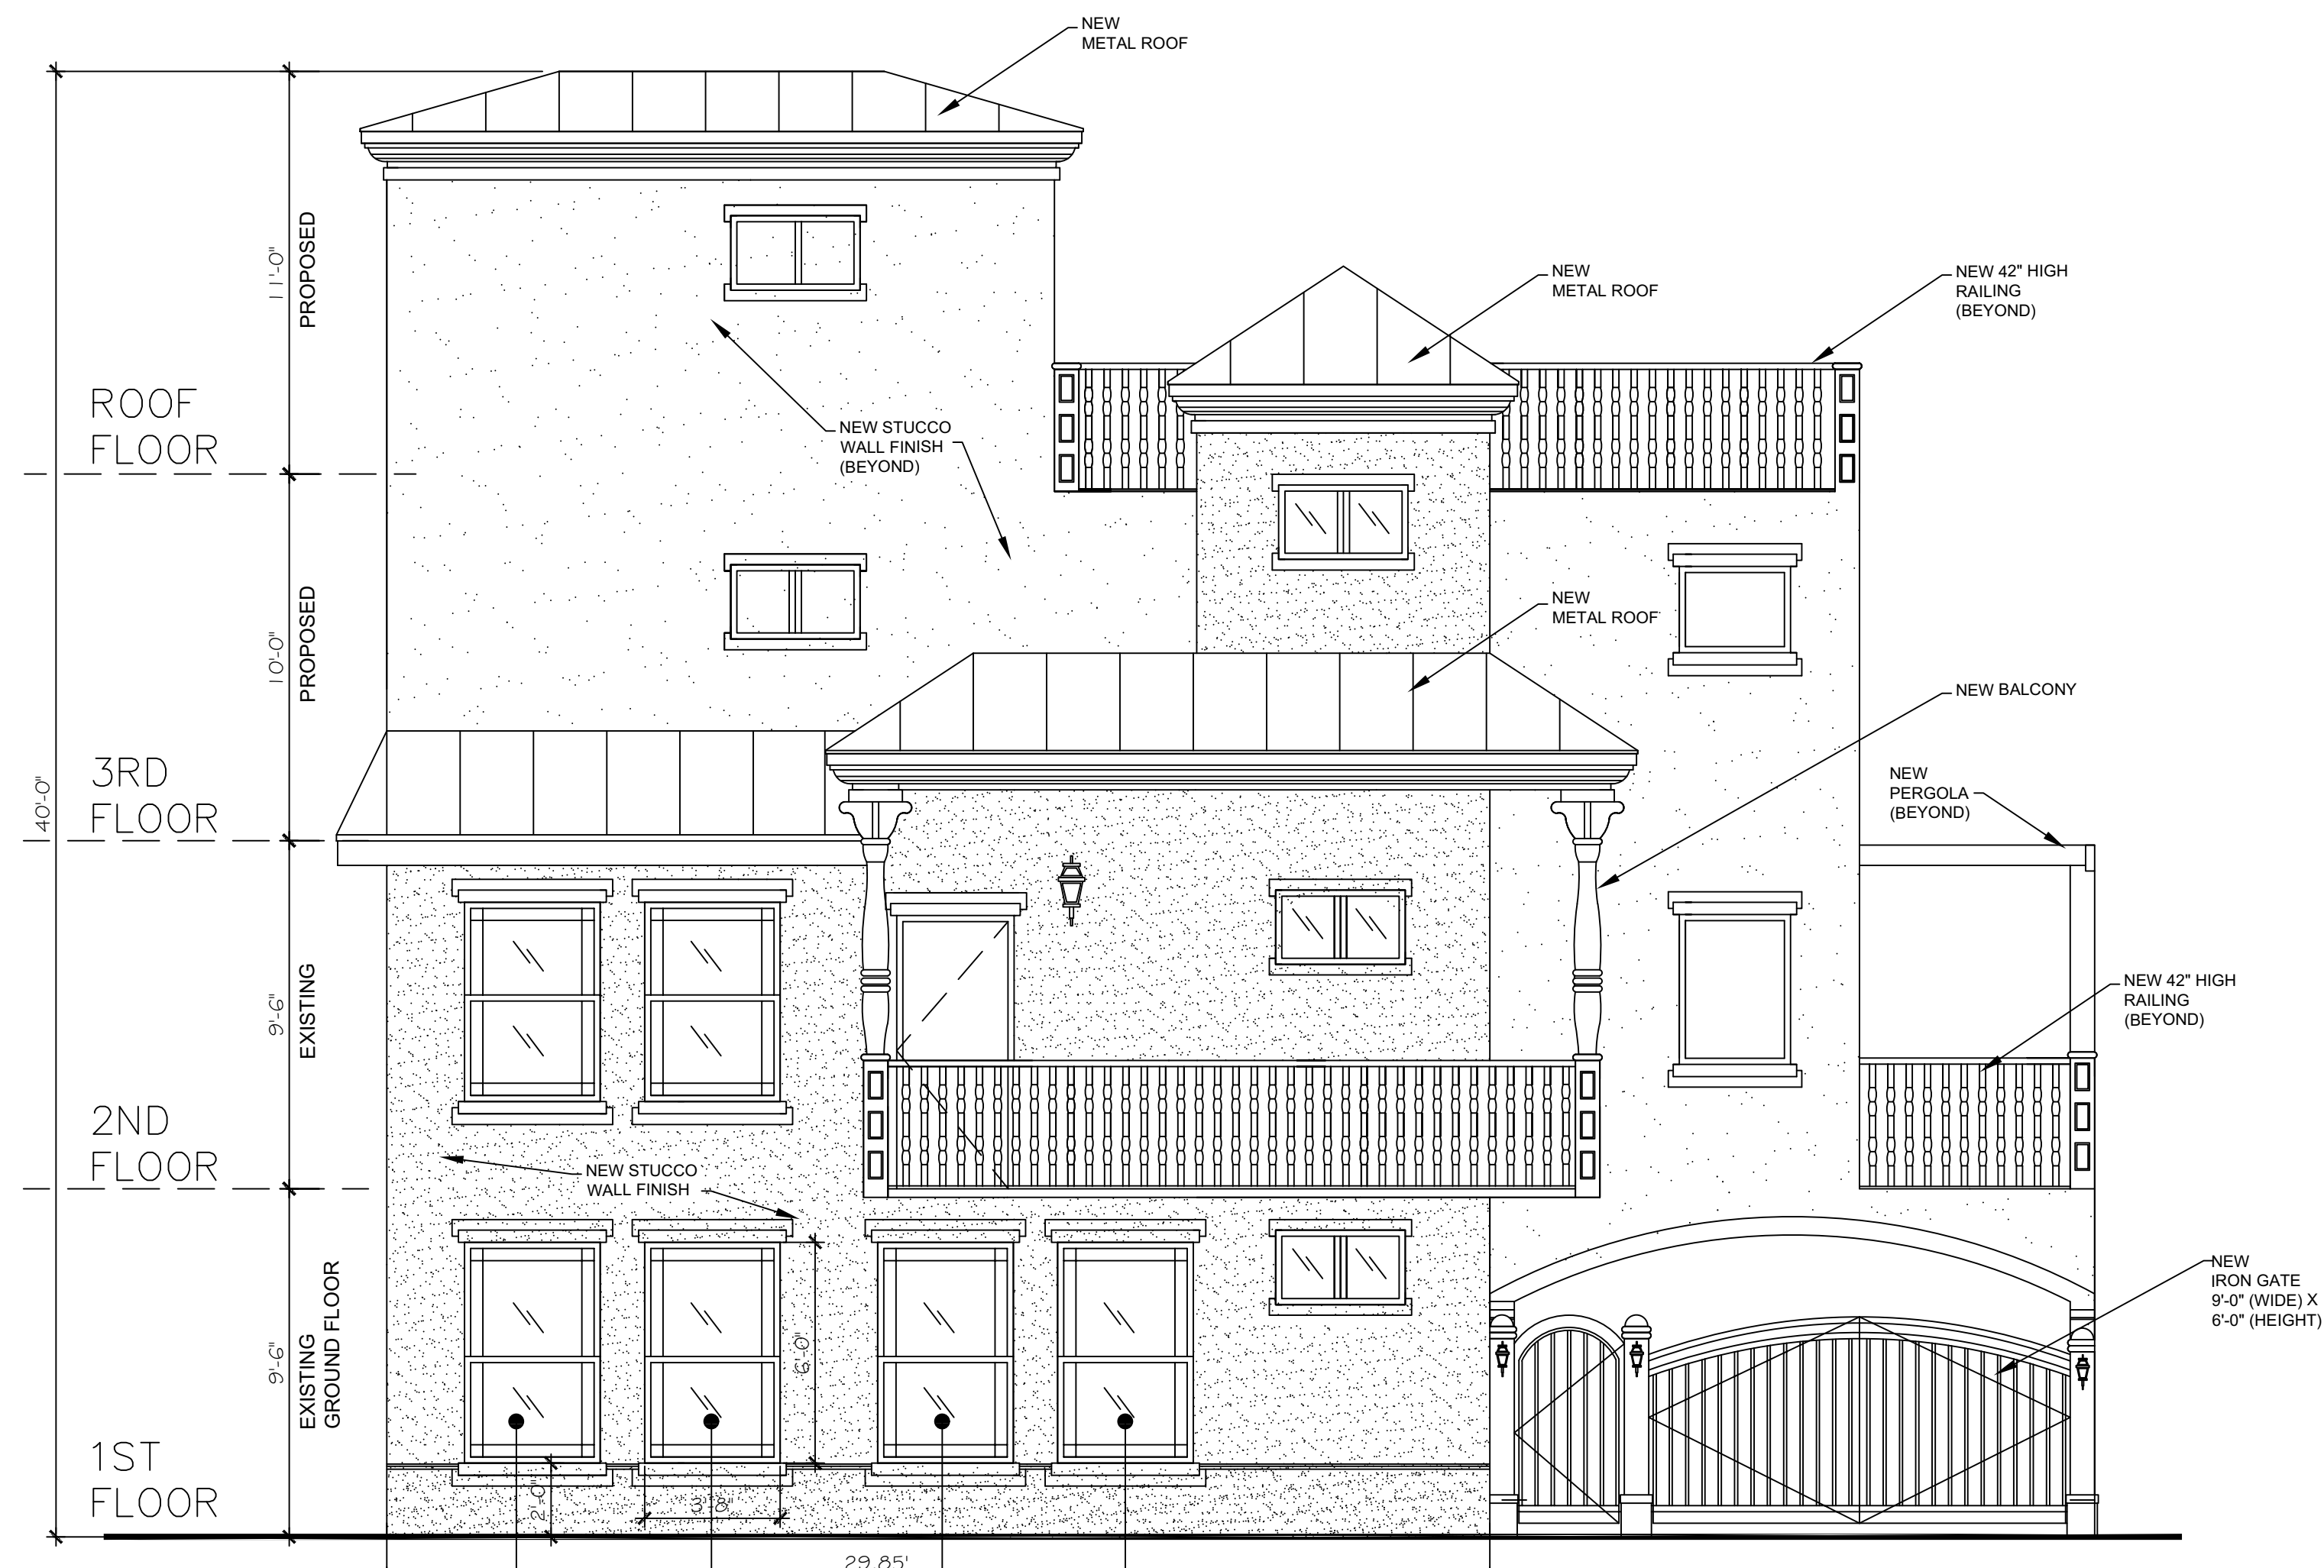 NEW
METAL ROOF
11'-0"
PROPOSED
NEW
METAL ROOF
NEW 42" HIGH
RAILING
(BEYOND)
ROOF
FLOOR
NEW STUCCO
WALL FINISH
(BEYOND)
10'-0"
PROPOSED
NEW
METAL ROOF
NEW BALCONY
3RD
FLOOR
40'-0"
NEW
PERGOLA
(BEYOND)
9'-6"
EXISTING
NEW 42" HIGH
RAILING
(BEYOND)
2ND
FLOOR
NEW STUCCO
WALL FINISH
9'-6"
EXISTING
GROUND FLOOR
6'-0"
NEW
IRON GATE
9'-0" (WIDE) X
6'-0" (HEIGHT)
1ST
FLOOR
2'-0"
3'8"
29.85'